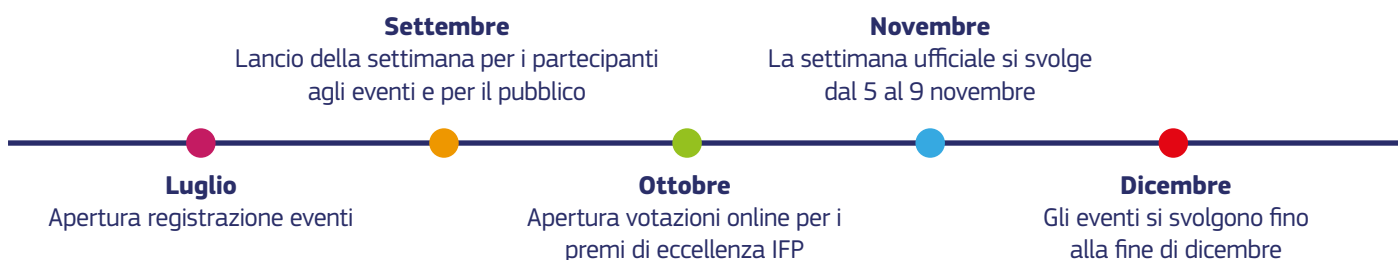 Settembre
Lancio della settimana per i partecipanti
agli eventi e per il pubblico
Novembre
La settimana ufficiale si svolge
dal 5 al 9 novembre
Luglio
Apertura registrazione eventi
Ottobre
Apertura votazioni online per i
premi di eccellenza IFP
Dicembre
Gli eventi si svolgono fino
alla fine di dicembre